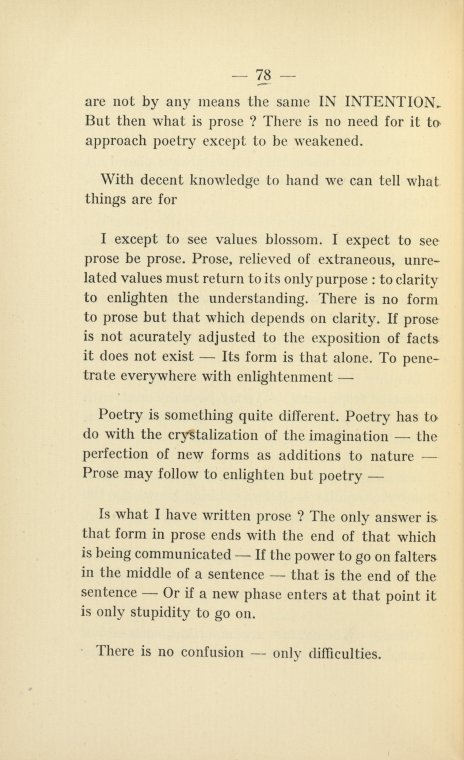 — 78 —
are not by any means the same IN INTENTION.
But then what is prose ? There is no need for it to
approach poetry except to be weakened.
With decent knowledge to hand we can tell what
things are for
I except to see values blossom. I expect to see
prose be prose. Prose, relieved of extraneous, unre-
lated values must return to its only purpose : to clarity
to enlighten the understanding. There is no form
to prose but that which depends on clarity. If prose
is not acurately adjusted to the exposition of facts
it does not exist — Its form is that alone. To pene-
trate everywhere with enlightenment —
Poetry is something quite different. Poetry has to
do with the crystalization of the imagination — the
perfection of new forms as additions to nature —
Prose may follow to enlighten but poetry —
Is what I have written prose ? The only answer is
that form in prose ends with the end of that which
is being communicated — If the power to go on falters
in the middle of a sentence — that is the end of the
sentence — Or if a new phase enters at that point it
is only stupidity to go on.
There is no confusion — only difficulties.